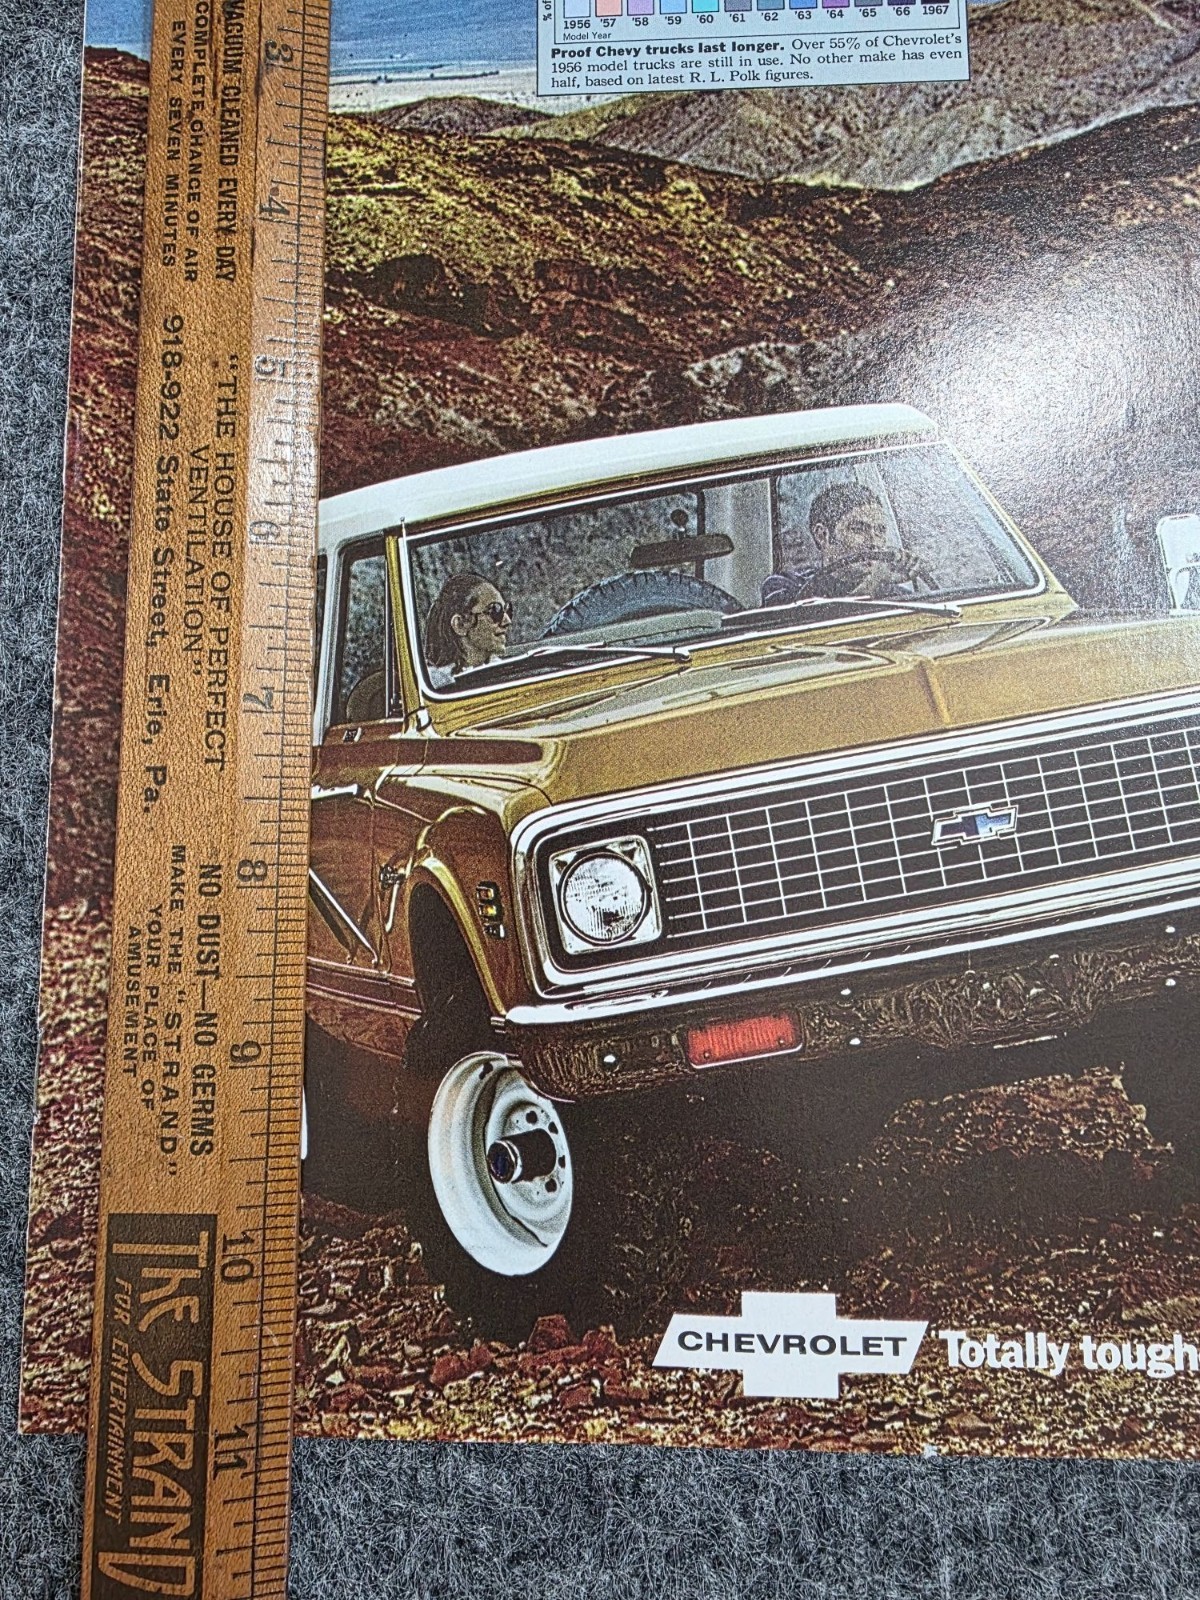 % of
1956 '57 '58 '59 '60 '61 '62 '63 '64 '65 '66 1967
Model Year
Proof Chevy trucks last longer. Over 55% of Chevrolet's
1956 model trucks are still in use. No other make has even
half, based on latest R. L. Polk figures.
VACUUM CLEANED EVERY DAY
COMPLETE CHANGE OF AIR
EVERY SEVEN MINUTES
"THE HOUSE OF PERFECT
VENTILATION"
918-922 State Street, Erie, Pa.
NO DUST—NO GERMS
MAKE THE "STRAND"
YOUR PLACE OF
AMUSEMENT
THE STRAND
FOR ENTERTAINMENT
3
4
5
6
7
8
9
10
11
CHEVROLET
Totally tough